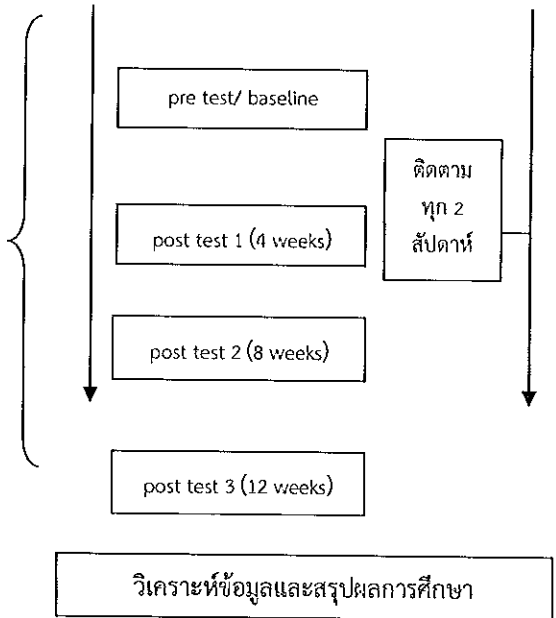 pre test/ baseline
ติดตาม
ทุก 2
สัปดาห์
post test 1 (4 weeks)
post test 2 (8 weeks)
post test 3 (12 weeks)
วิเคราะห์ข้อมูลและสรุปผลการศึกษา